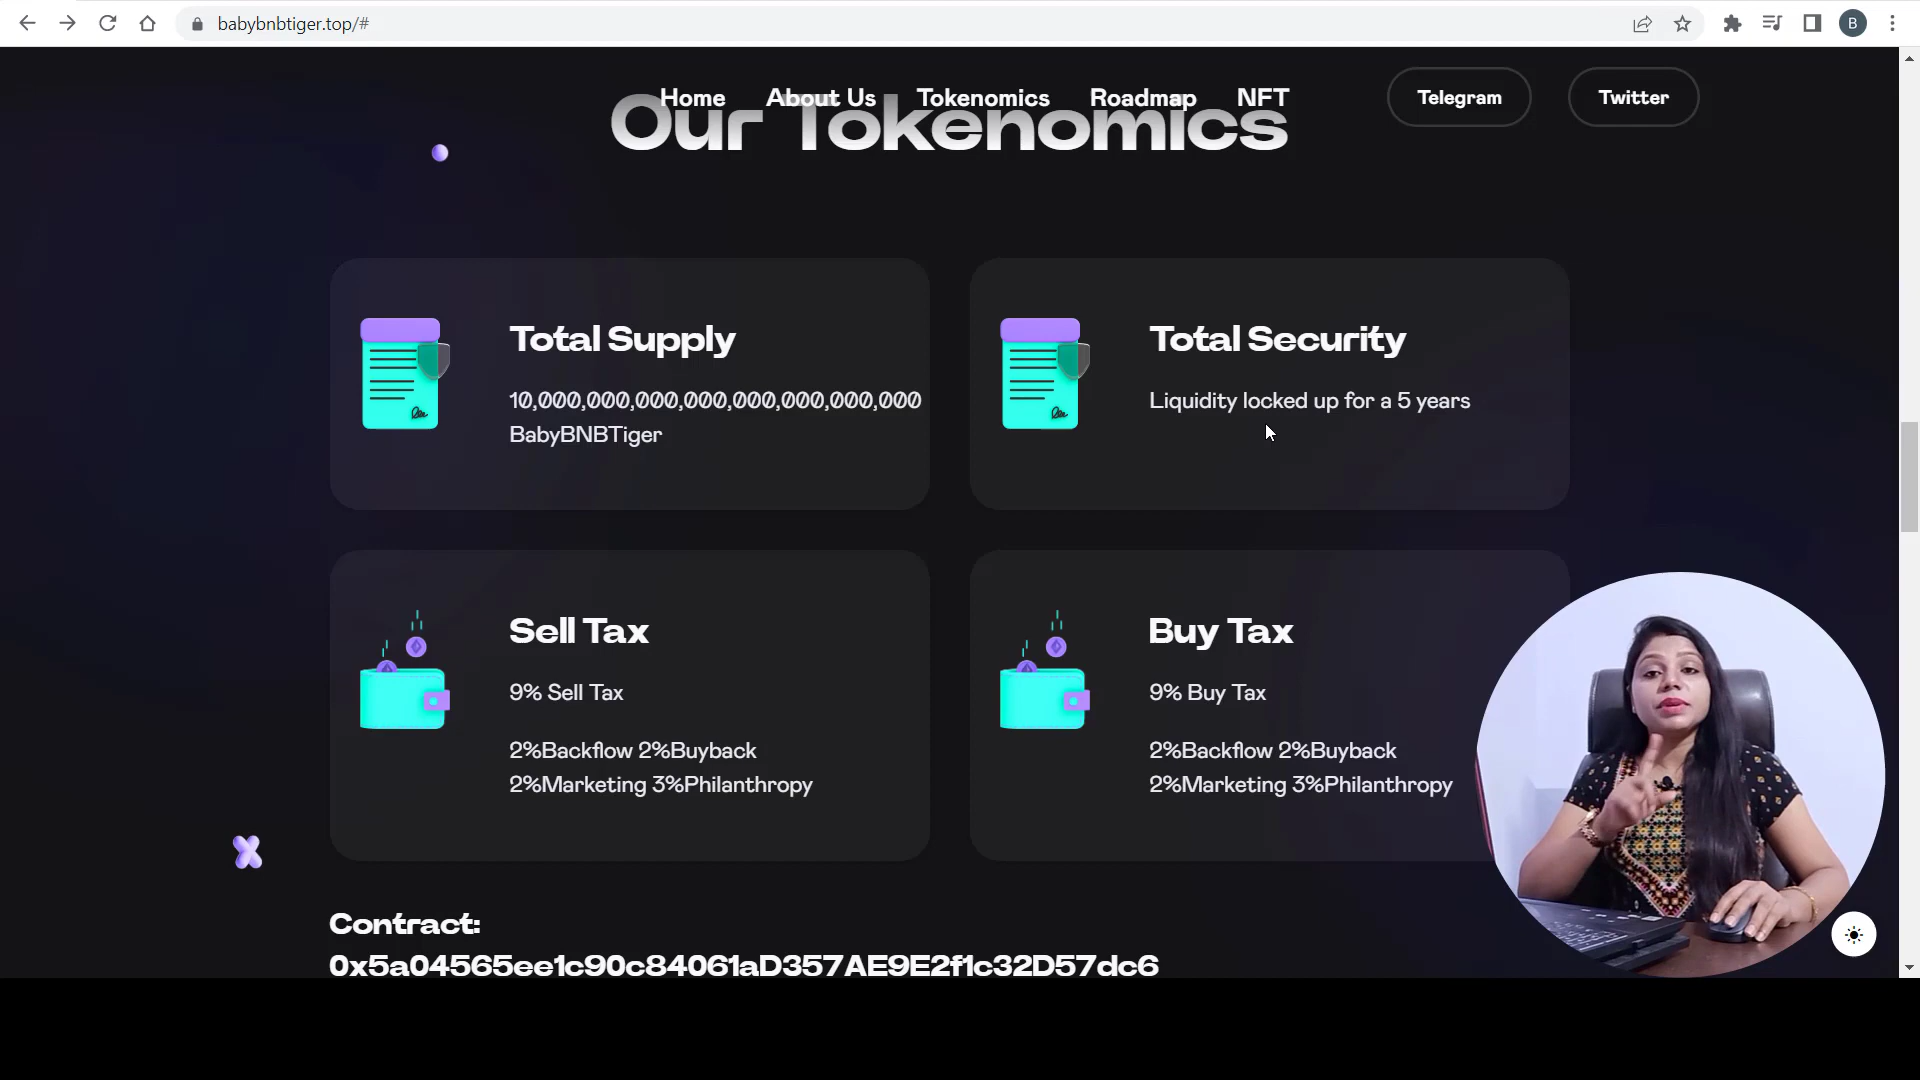 babybnbtiger.top/#
B
Home About Us Tokenomics Roadmap NFT
Telegram
Twitter
Our Tokenomics
Total Supply
10,000,000,000,000,000,000,000,000
BabyBNBTiger
Total Security
Liquidity locked up for a 5 years
Sell Tax
9% Sell Tax
2%Backflow 2%Buyback
2%Marketing 3%Philanthropy
Buy Tax
9% Buy Tax
2%Backflow 2%Buyback
2%Marketing 3%Philanthropy
Contract:
0x5a04565ee1c90c84061aD357AE9E2f1c32D57dc6